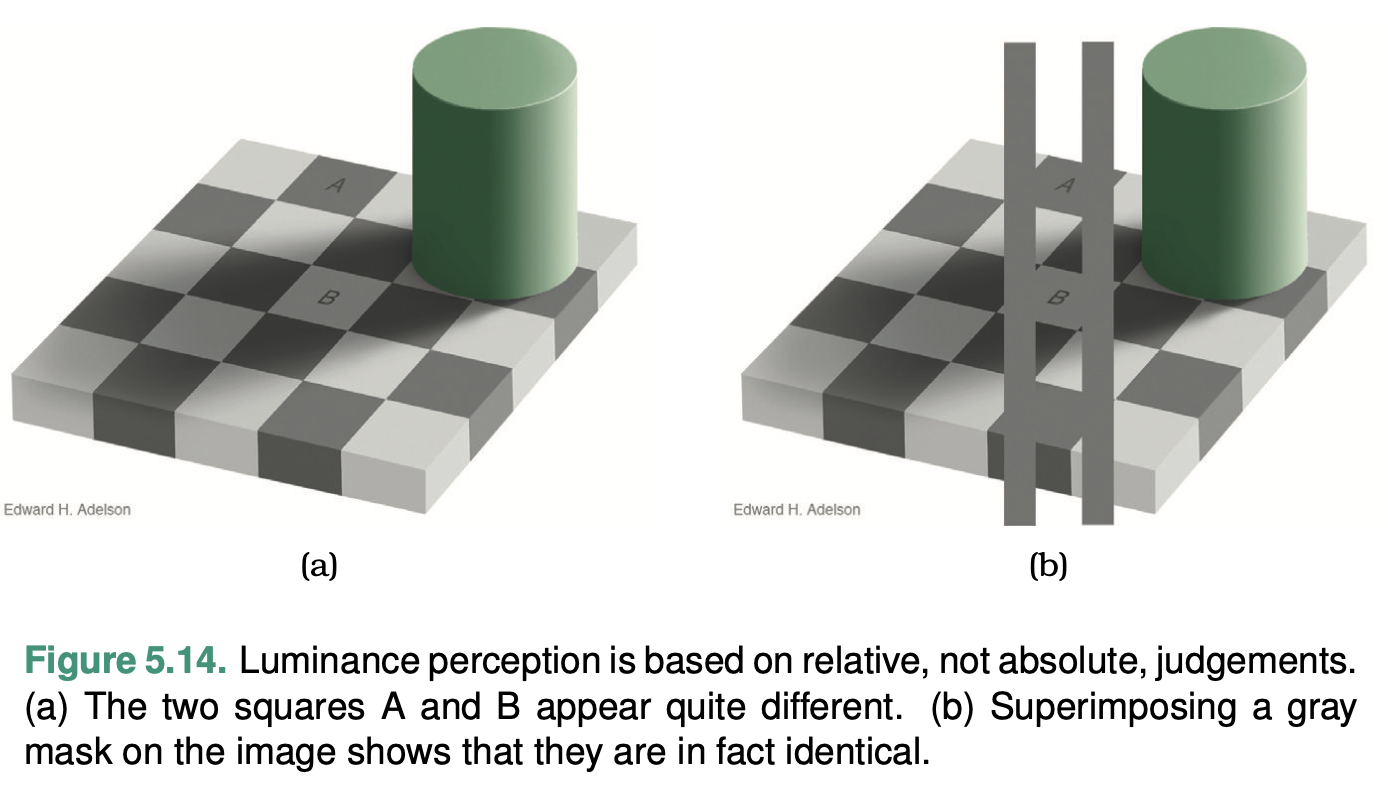 A
B
Edward H. Adelson
(a)
A
B
Edward H. Adelson
(b)
Figure 5.14. Luminance perception is based on relative, not absolute, judgements.
(a) The two squares A and B appear quite different. (b) Superimposing a gray
mask on the image shows that they are in fact identical.